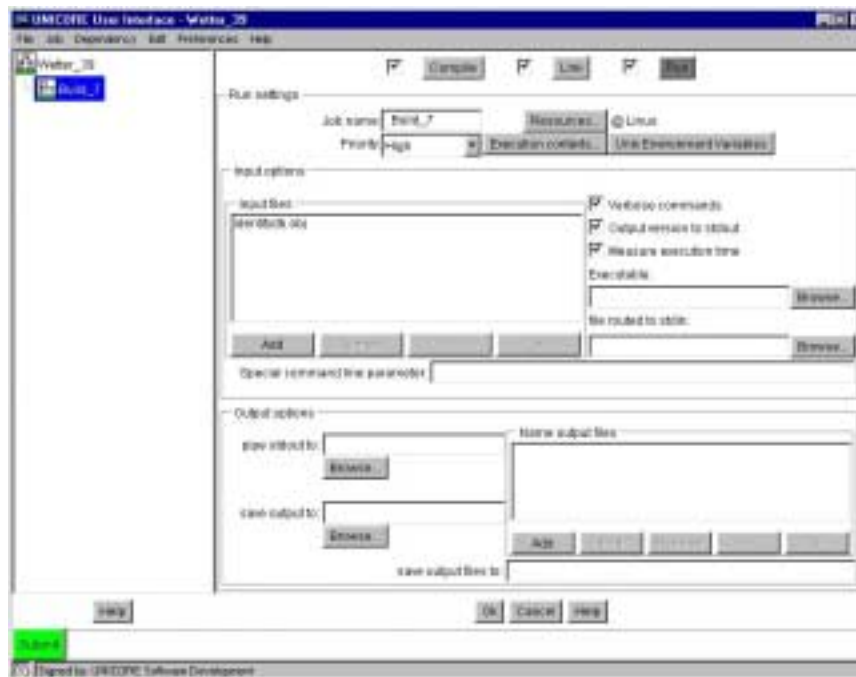 UNICORE User Interface - Wetter_39
File Job Dependency Edit Preferences Help
Wetter_39
Build_7
Compile Link Run
Run settings
Job name: Build_7 Resources... @ Linux
Priority: High Execution contexts... Unix Environment Variables
Input options
Input files
Verbose commands
Output version to stdout
Measure execution time
Executable:
Browse...
file routed to stdin:
Add Browse...
Special command line parameter
Output options
Name output files
stdout to:
Browse...
save output to:
Browse...
Add
save output files to:
Help Ok Cancel Help
Submit
Signed by: UNICORE Software Development